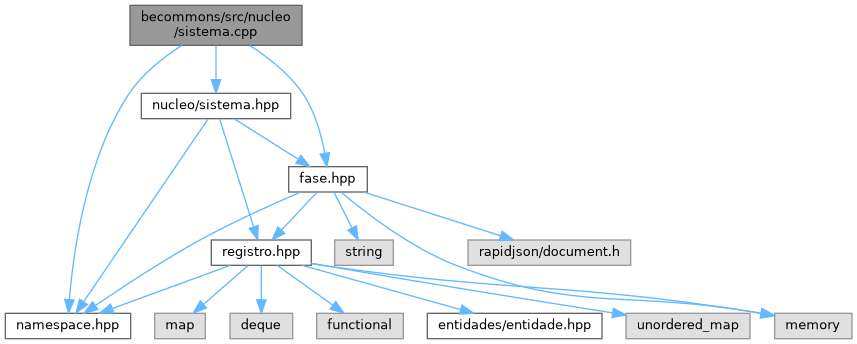 becommons/src/nucleo
/sistema.cpp
nucleo/sistema.hpp
fase.hpp
registro.hpp
string
rapidjson/document.h
namespace.hpp
map
deque
functional
entidades/entidade.hpp
unordered_map
memory